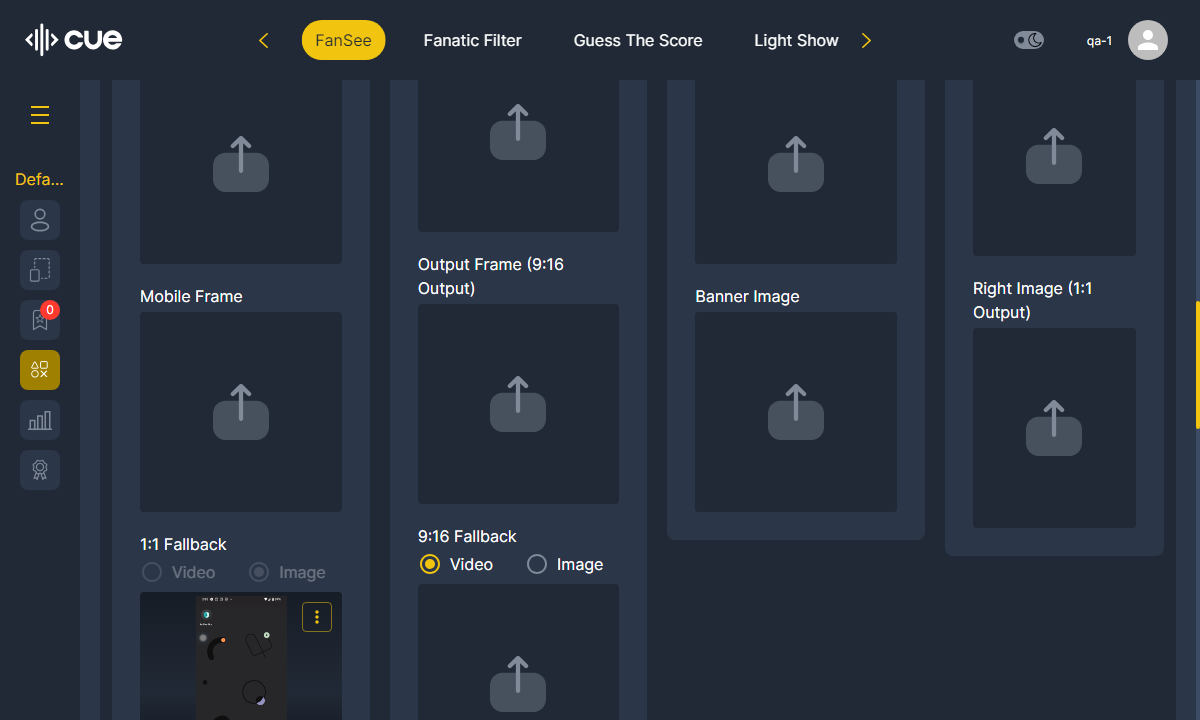 cue
FanSee
Fanatic Filter
Guess The Score
Light Show
qa-1
Defa...
0
Mobile Frame
1:1 Fallback
Video
Image
Output Frame (9:16
Output)
9:16 Fallback
Video
Image
Banner Image
Right Image (1:1
Output)